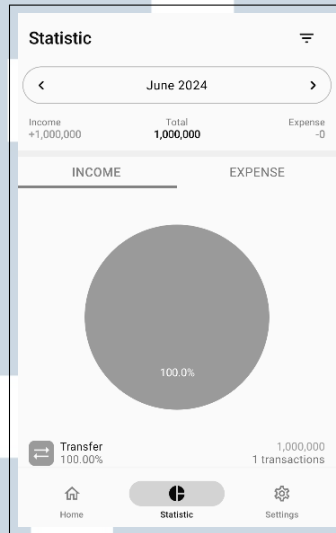 Statistic
June 2024
Income Total Expense
+1,000,000 1,000,000 -0
INCOME EXPENSE
100.0%
Transfer 1,000,000
100.00% 1 transactions
Home Statistic Settings